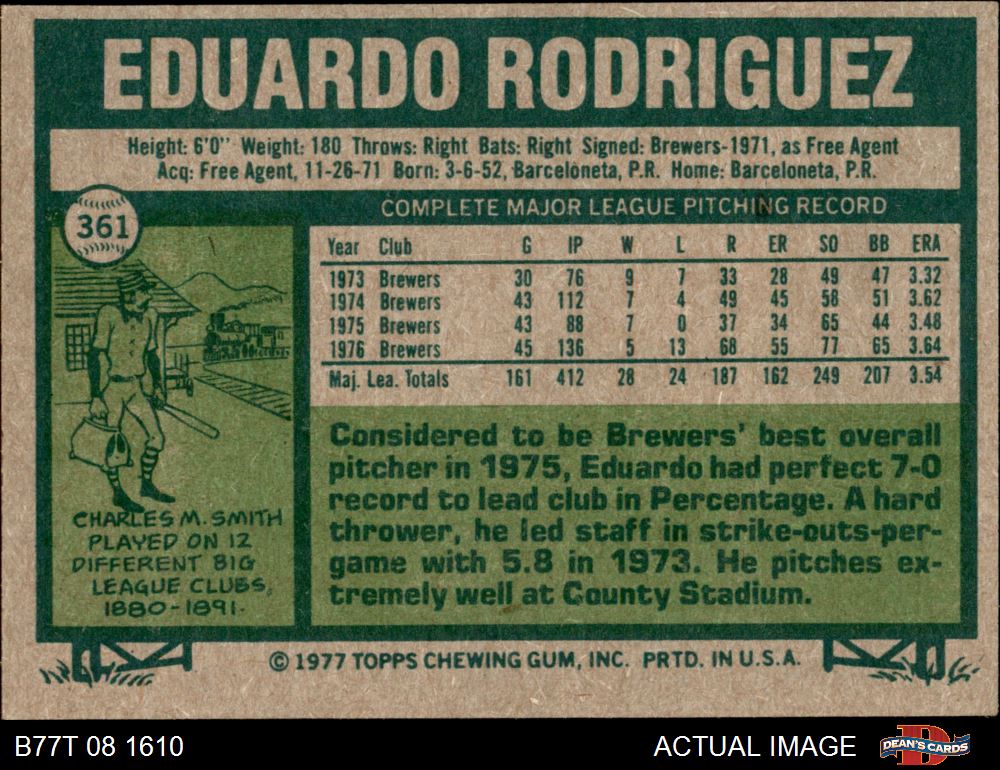 EDUARDO RODRIGUEZ
Height: 6'0" Weight: 180 Throws: Right Bats: Right Signed: Brewers-1971, as Free Agent
Acq: Free Agent, 11-26-71 Born: 3-6-52, Barceloneta, P.R. Home: Barceloneta, P.R.
361
COMPLETE MAJOR LEAGUE PITCHING RECORD
Year Club G IP W L R ER SO BB ERA
1973 Brewers 30 76 9 7 33 28 49 47 3.32
1974 Brewers 43 112 7 4 49 45 58 51 3.62
1975 Brewers 43 88 7 0 37 34 65 44 3.48
1976 Brewers 45 136 5 13 68 55 77 65 3.64
Maj. Lea. Totals 161 412 28 24 187 162 249 207 3.54
Considered to be Brewers' best overall
pitcher in 1975, Eduardo had perfect 7-0
record to lead club in Percentage. A hard
thrower, he led staff in strike-outs-per-
game with 5.8 in 1973. He pitches ex-
tremely well at County Stadium.
CHARLES M. SMITH
PLAYED ON 12
DIFFERENT BIG
LEAGUE CLUBS,
1880-1891.
© 1977 TOPPS CHEWING GUM, INC. PRTD. IN U.S.A.
B77T 08 1610
ACTUAL IMAGE
DEAN'S CARDS